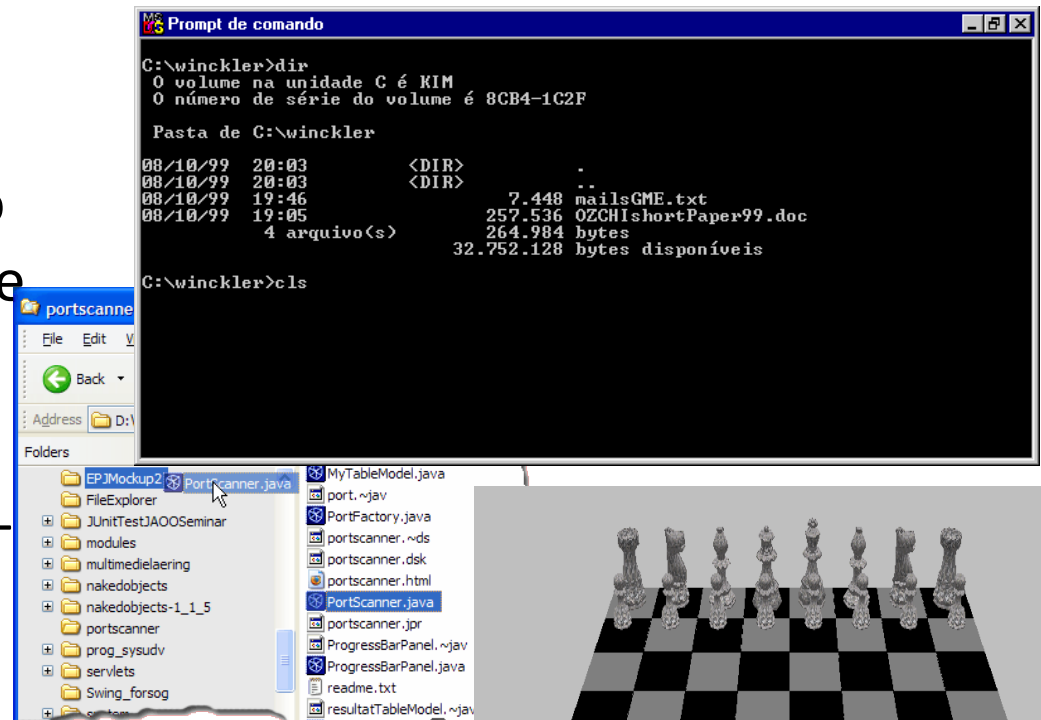 Prompt de comando
C:\winckler>dir
O volume na unidade C é KIM
O número de série do volume é 8CB4-1C2F
Pasta de C:\winckler
08/10/99 20:03 <DIR> .
08/10/99 20:03 <DIR> ..
08/10/99 19:46 7.448 mailsGME.txt
08/10/99 19:05 257.536 OZCHIshortPaper99.doc
4 arquivo(s) 264.984 bytes
32.752.128 bytes disponíveis
C:\winckler>cls
e
portscanne
File Edit V
Back
Address D:\
Folders
EPJMockup2 PortScanner.java
FileExplorer
JUnitTestJAOOSeminar
modules
multimedielaering
nakedobjects
nakedobjects-1_1_5
portscanner
prog_sysudv
servlets
Swing_forsog
MyTableModel.java
port.~jav
PortFactory.java
portscanner.~ds
portscanner.dsk
portscanner.html
PortScanner.java
portscanner.jpr
ProgressBarPanel.~jav
ProgressBarPanel.java
readme.txt
resultatTableModel.~jav